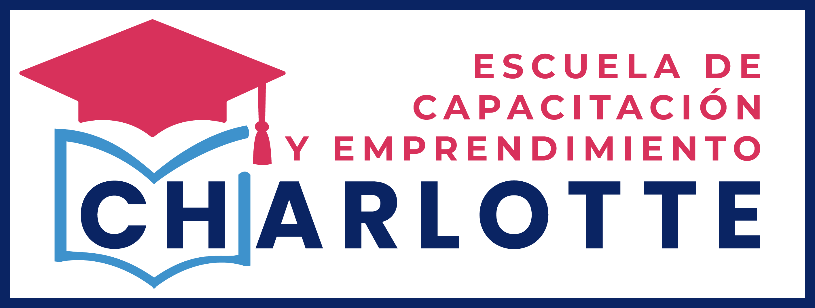 ESCUELA DE
CAPACITACIÓN
Y EMPRENDIMIENTO
CHARLOTTE